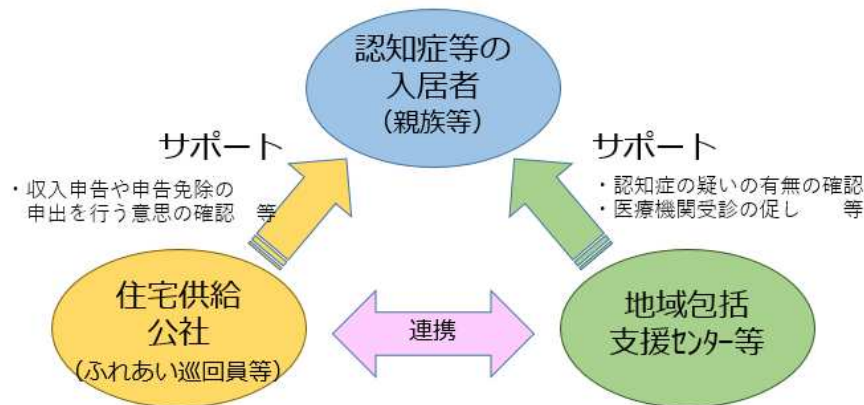 認知症等の
入居者
（親族等）
サポート
・収入申告や申告免除の
申出を行う意思の確認　等
サポート
・認知症の疑いの有無の確認
・医療機関受診の促し　　等
住宅供給
公社
（ふれあい巡回員等）
連携
地域包括
支援ｾﾝﾀｰ等